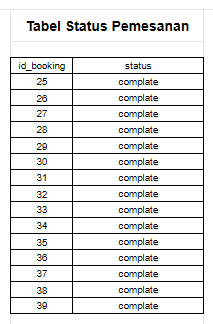 Tabel Status Pemesanan
id_booking status
25 complate
26 complate
27 complate
28 complate
29 complate
30 complate
31 complate
32 complate
33 complate
34 complate
35 complate
36 complate
37 complate
38 complate
39 complate